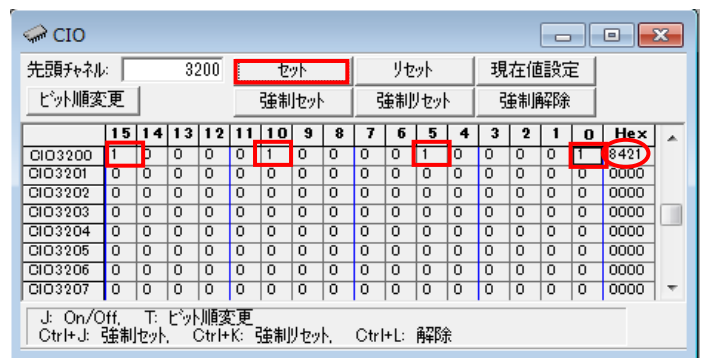 CIO
先頭チャネル: 3200 セット リセット 現在値設定
ビット順変更 強制セット 強制リセット 強制解除
15 14 13 12 11 10 9 8 7 6 5 4 3 2 1 0 Hex
CIO3200 1 0 0 0 0 1 0 0 0 0 1 0 0 0 0 1 8421
CIO3201 0 0 0 0 0 0 0 0 0 0 0 0 0 0 0 0 0000
CIO3202 0 0 0 0 0 0 0 0 0 0 0 0 0 0 0 0 0000
CIO3203 0 0 0 0 0 0 0 0 0 0 0 0 0 0 0 0 0000
CIO3204 0 0 0 0 0 0 0 0 0 0 0 0 0 0 0 0 0000
CIO3205 0 0 0 0 0 0 0 0 0 0 0 0 0 0 0 0 0000
CIO3206 0 0 0 0 0 0 0 0 0 0 0 0 0 0 0 0 0000
CIO3207 0 0 0 0 0 0 0 0 0 0 0 0 0 0 0 0 0000
J: On/Off, T: ビット順変更
Ctrl+J: 強制セット, Ctrl+K: 強制リセット, Ctrl+L: 解除